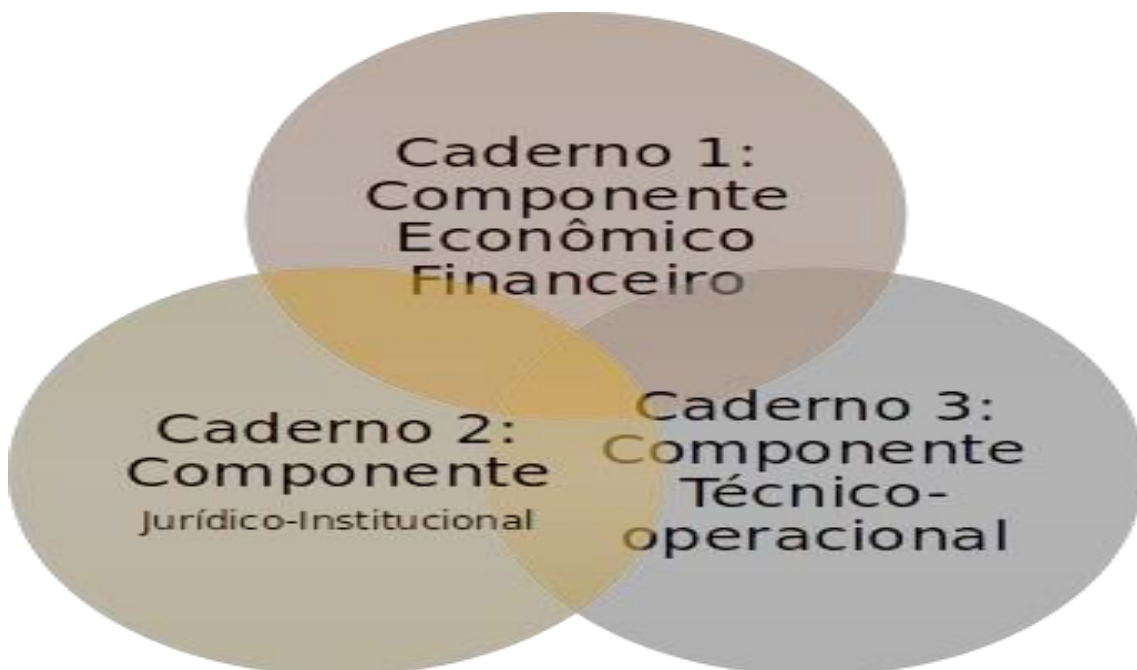 Caderno 1:
Componente
Econômico
Financeiro
Caderno 2:
Componente
Jurídico-Institucional
Caderno 3:
Componente
Técnico-
operacional